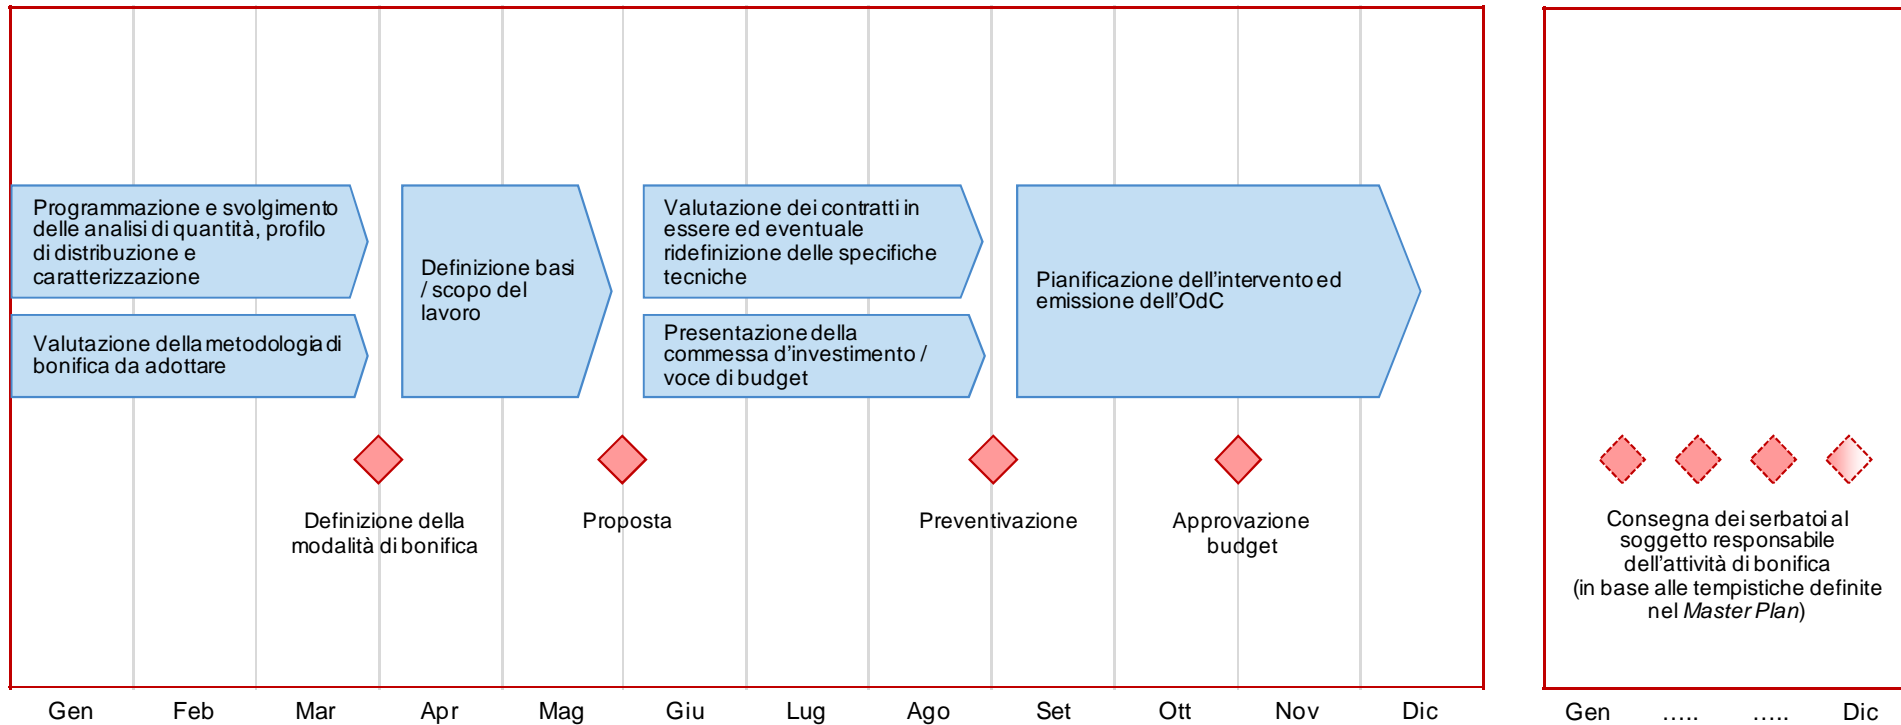 Programmazione e svolgimento
delle analisi di quantità, profilo
di distribuzione e
caratterizzazione
Valutazione della metodologia di
bonifica da adottare
Definizione basi
/ scopo del
lavoro
Valutazione dei contratti in
essere ed eventuale
ridefinizione delle specifiche
tecniche
Presentazione della
commessa d'investimento /
voce di budget
Pianificazione dell'intervento ed
emissione dell'OdC
Definizione della
modalità di bonifica
Proposta
Preventivazione
Approvazione
budget
Consegna dei serbatoi al
soggetto responsabile
dell'attività di bonifica
(in base alle tempistiche definite
nel Master Plan)
Gen Feb Mar Apr Mag Giu Lug Ago Set Ott Nov Dic
Gen ..... ..... Dic